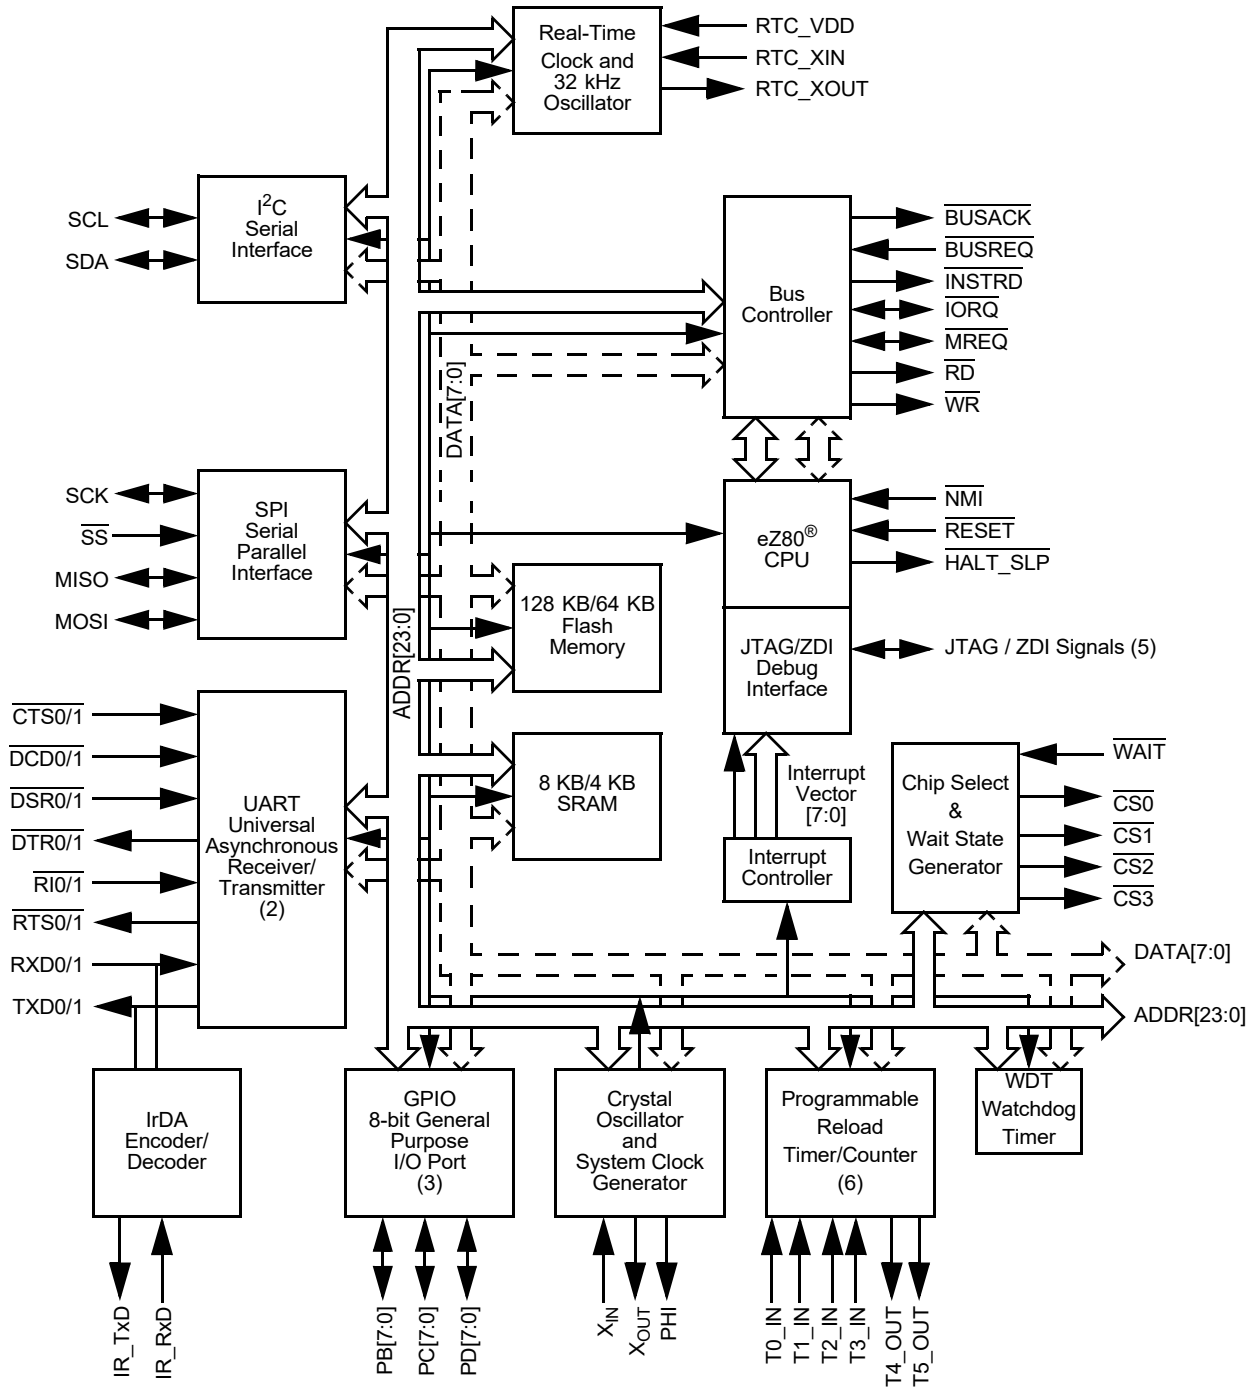 Real-Time
Clock and
32 kHz
Oscillator
RTC_VDD
RTC_XIN
RTC_XOUT
SCL
SDA
I2C
Serial
Interface
DATA[7:0]
Bus
Controller
BUSACK
BUSREQ
INSTRD
IORQ
MREQ
RD
WR
SCK
SS
MISO
MOSI
SPI
Serial
Parallel
Interface
128 KB/64 KB
Flash
Memory
eZ80®
CPU
NMI
RESET
HALT_SLP
JTAG/ZDI
Debug
Interface
JTAG / ZDI Signals (5)
ADDR[23:0]
CTS0/1
DCD0/1
DSR0/1
DTR0/1
RI0/1
RTS0/1
RXD0/1
TXD0/1
UART
Universal
Asynchronous
Receiver/
Transmitter
(2)
8 KB/4 KB
SRAM
Interrupt
Vector
[7:0]
Interrupt
Controller
Chip Select
&
Wait State
Generator
WAIT
CS0
CS1
CS2
CS3
DATA[7:0]
ADDR[23:0]
IrDA
Encoder/
Decoder
GPIO
8-bit General
Purpose
I/O Port
(3)
Crystal
Oscillator
and
System Clock
Generator
Programmable
Reload
Timer/Counter
(6)
WDT
Watchdog
Timer
IR_TxD
IR_RxD
PB[7:0]
PC[7:0]
PD[7:0]
XIN
XOUT
PHI
T0_IN
T1_IN
T2_IN
T3_IN
T4_OUT
T5_OUT